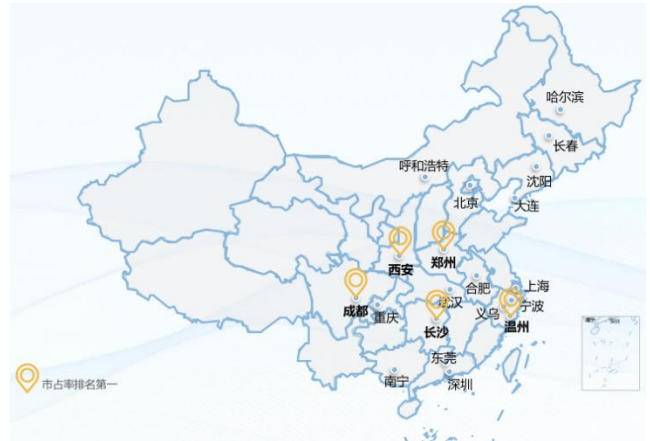 哈尔滨
长春
呼和浩特
沈阳
北京
大连
西安
郑州
合肥
上海
成都
武汉
宁波
重庆
义乌
长沙
温州
东莞
南宁
深圳
市占率排名第一